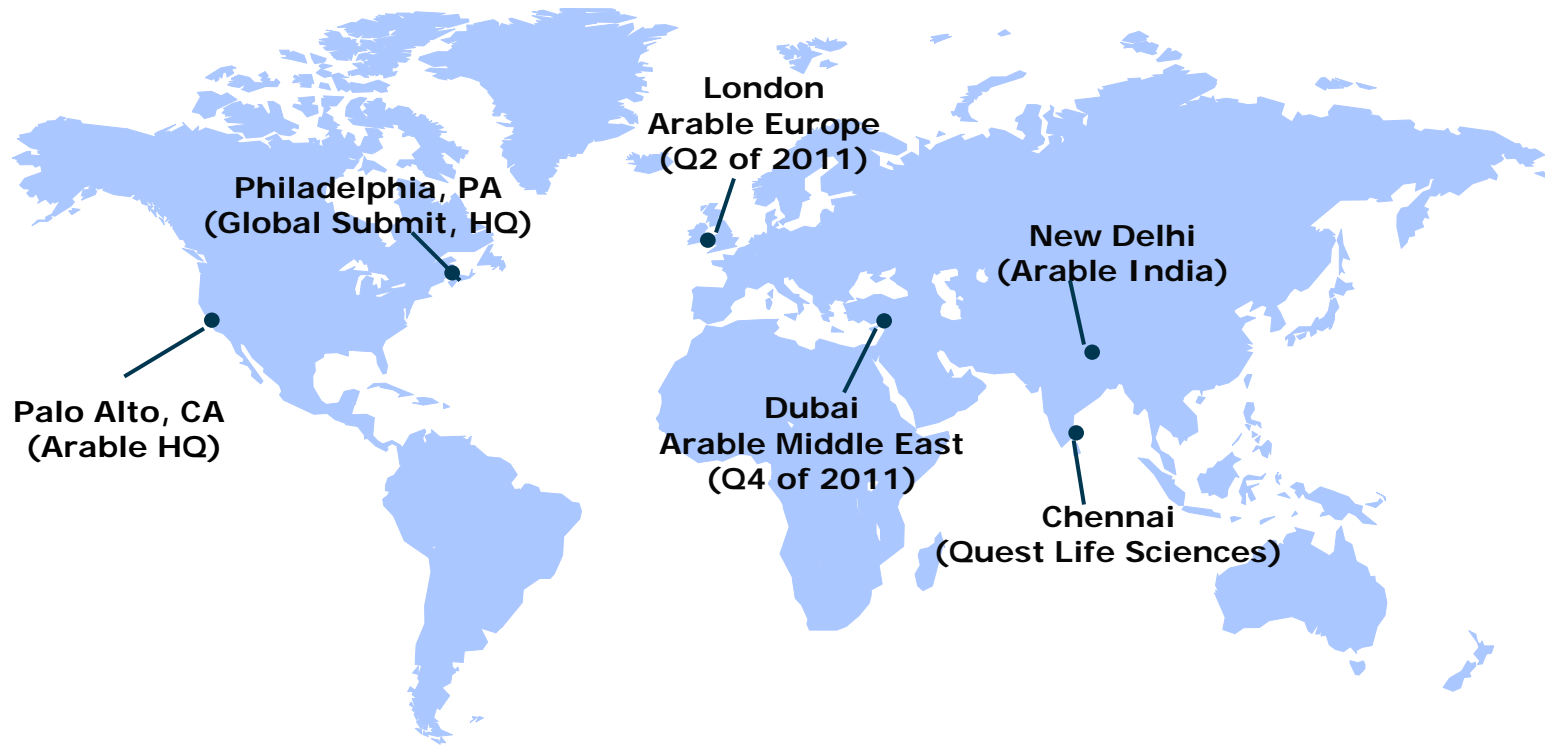 London
Arable Europe
(Q2 of 2011)
Philadelphia, PA
(Global Submit, HQ)
New Delhi
(Arable India)
Palo Alto, CA
(Arable HQ)
Dubai
Arable Middle East
(Q4 of 2011)
Chennai
(Quest Life Sciences)